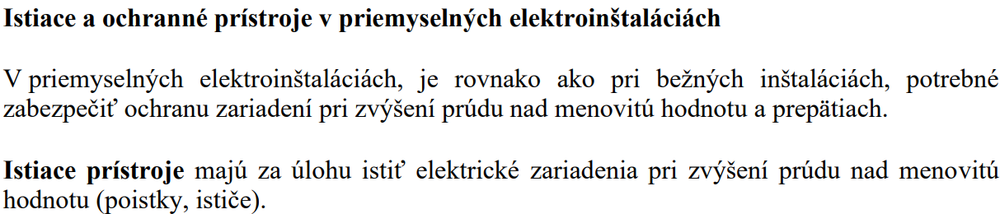 Istiace a ochranné prístroje v priemyselných elektroinštaláciách
V priemyselných elektroinštaláciách, je rovnako ako pri bežných inštaláciách, potrebné
zabezpečiť ochranu zariadení pri zvýšení prúdu nad menovitú hodnotu a prepätiach.
Istiace prístroje majú za úlohu istiť elektrické zariadenia pri zvýšení prúdu nad menovitú
hodnotu (poistky, ističe).